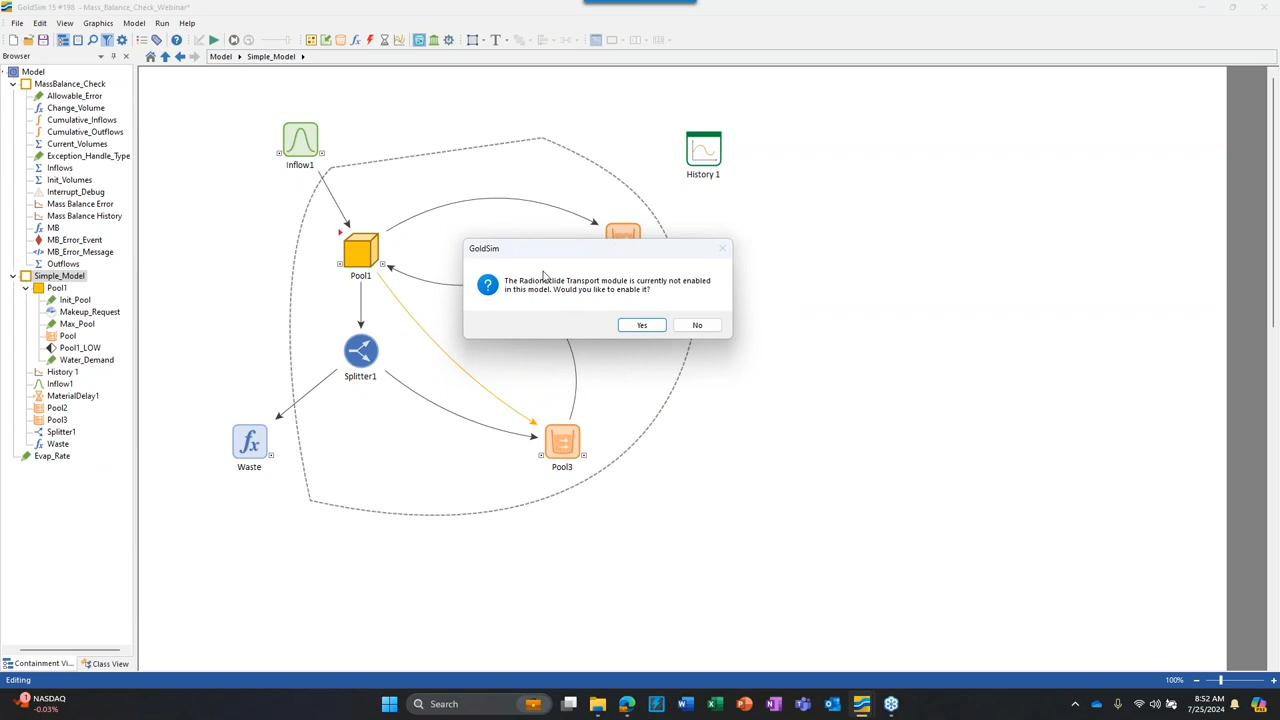 GoldSim 15 #198 - Mass_Balance_Check_Webinar*
File Edit View Graphics Model Run Help
Browser
Model Simple_Model
Model
MassBalance_Check
Allowable_Error
Change_Volume
Cumulative_Inflows
Cumulative_Outflows
Current_Volumes
Exception_Handle_Type
Inflows
Init_Volumes
Interrupt_Debug
Mass Balance Error
Mass Balance History
MB
MB_Error_Event
MB_Error_Message
Outflows
Simple_Model
Pool1
Init_Pool
Makeup_Request
Max_Pool
Pool
Pool1_LOW
Water_Demand
History 1
Inflow1
MaterialDelay1
Pool2
Pool3
Splitter1
Waste
Evap_Rate
Containment Vi...
Class View
Inflow1
History 1
Pool1
Splitter1
Waste
Pool3
GoldSim
The Radionuclide Transport module is currently not enabled
in this model. Would you like to enable it?
Yes
No
Editing
100%
1
NASDAQ
-0.03%
Search
8:52 AM
7/25/2024